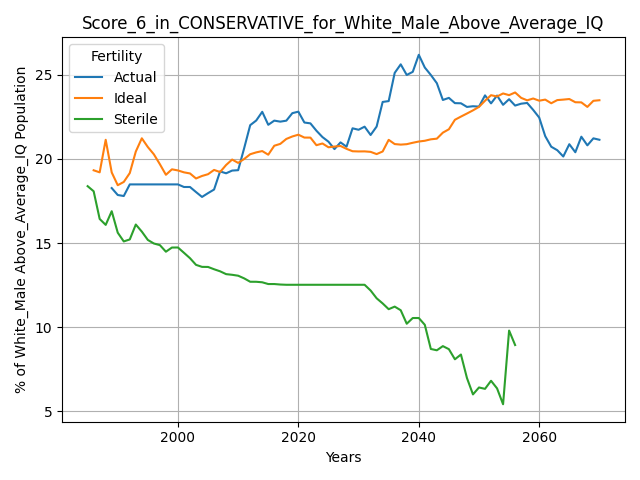 Score_6_in_CONSERVATIVE_for_White_Male_Above_Average_IQ
Fertility
Actual
Ideal
Sterile
% of White_Male Above_Average_IQ Population
25
20
15
10
5
2000 2020 2040 2060
Years